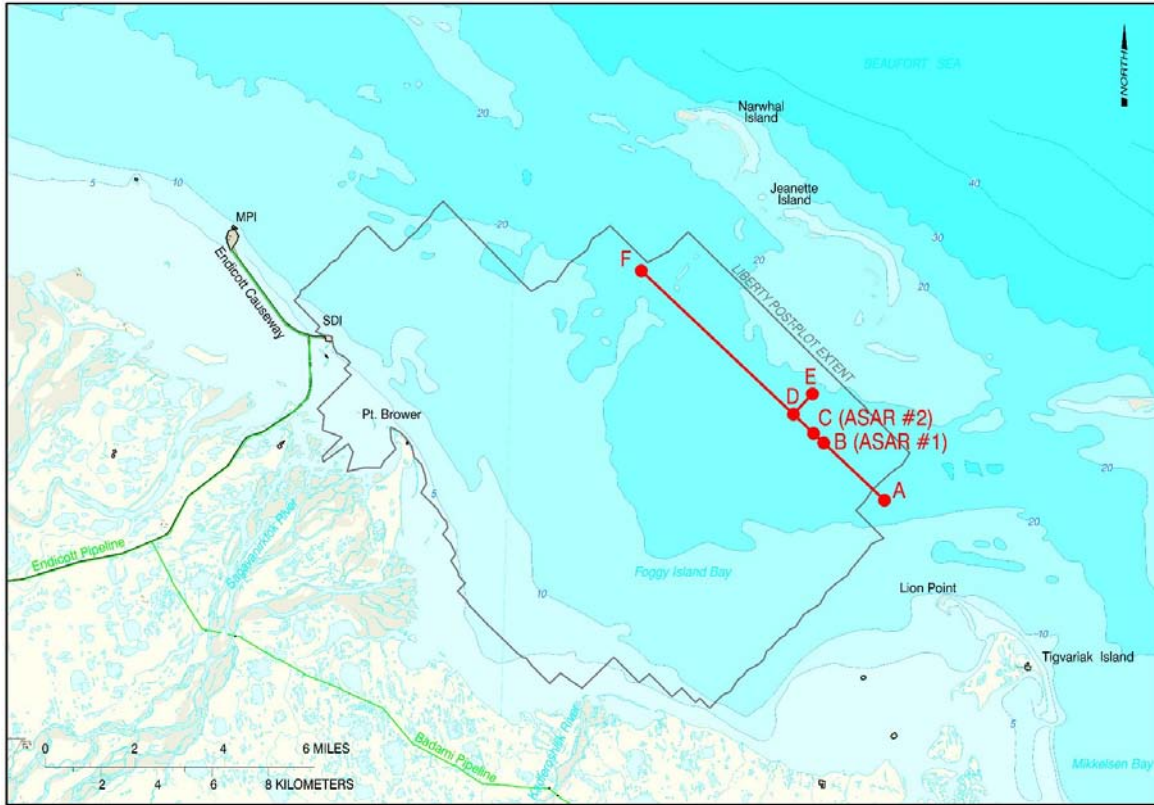 BEAUFORT SEA
NORTH
20
Narwhal
Island
40
5
10
Jeanette
Island
MPI
20
30
F
20
20
Endicott Causeway
LIBERTY POST-PLOT EXTENT
SDI
E
D
C (ASAR #2)
Pt. Brower
B (ASAR #1)
20
5
A
20
Sagavanirktok River
Endicott Pipeline
Foggy Island Bay
Lion Point
10
10
Tigvariak Island
5
0 2 4 6 MILES
2 4 6 8 KILOMETERS
Badami Pipeline
River
Mikkelsen Bay